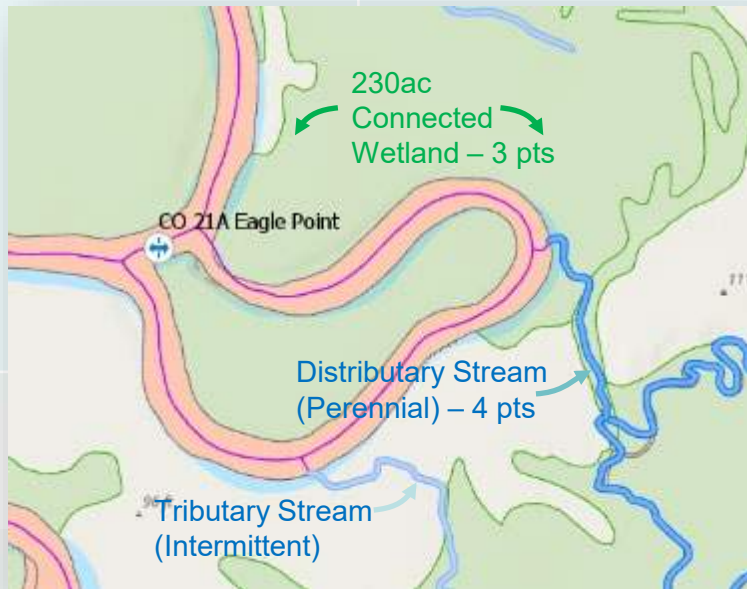 230ac
Connected
Wetland – 3 pts
CO 21A Eagle Point
Distributary Stream
(Perennial) – 4 pts
Tributary Stream
(Intermittent)